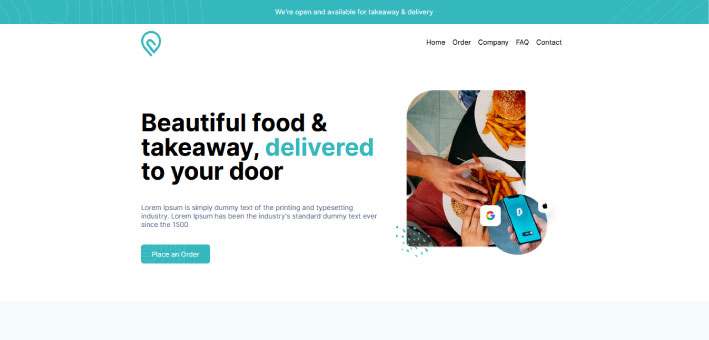 We're open and available for takeaway & delivery
Home Order Company FAQ Contact
Beautiful food &
takeaway, delivered
to your door
Lorem Ipsum is simply dummy text of the printing and typesetting
industry. Lorem Ipsum has been the industry's standard dummy text ever
since the 1500
Place an Order